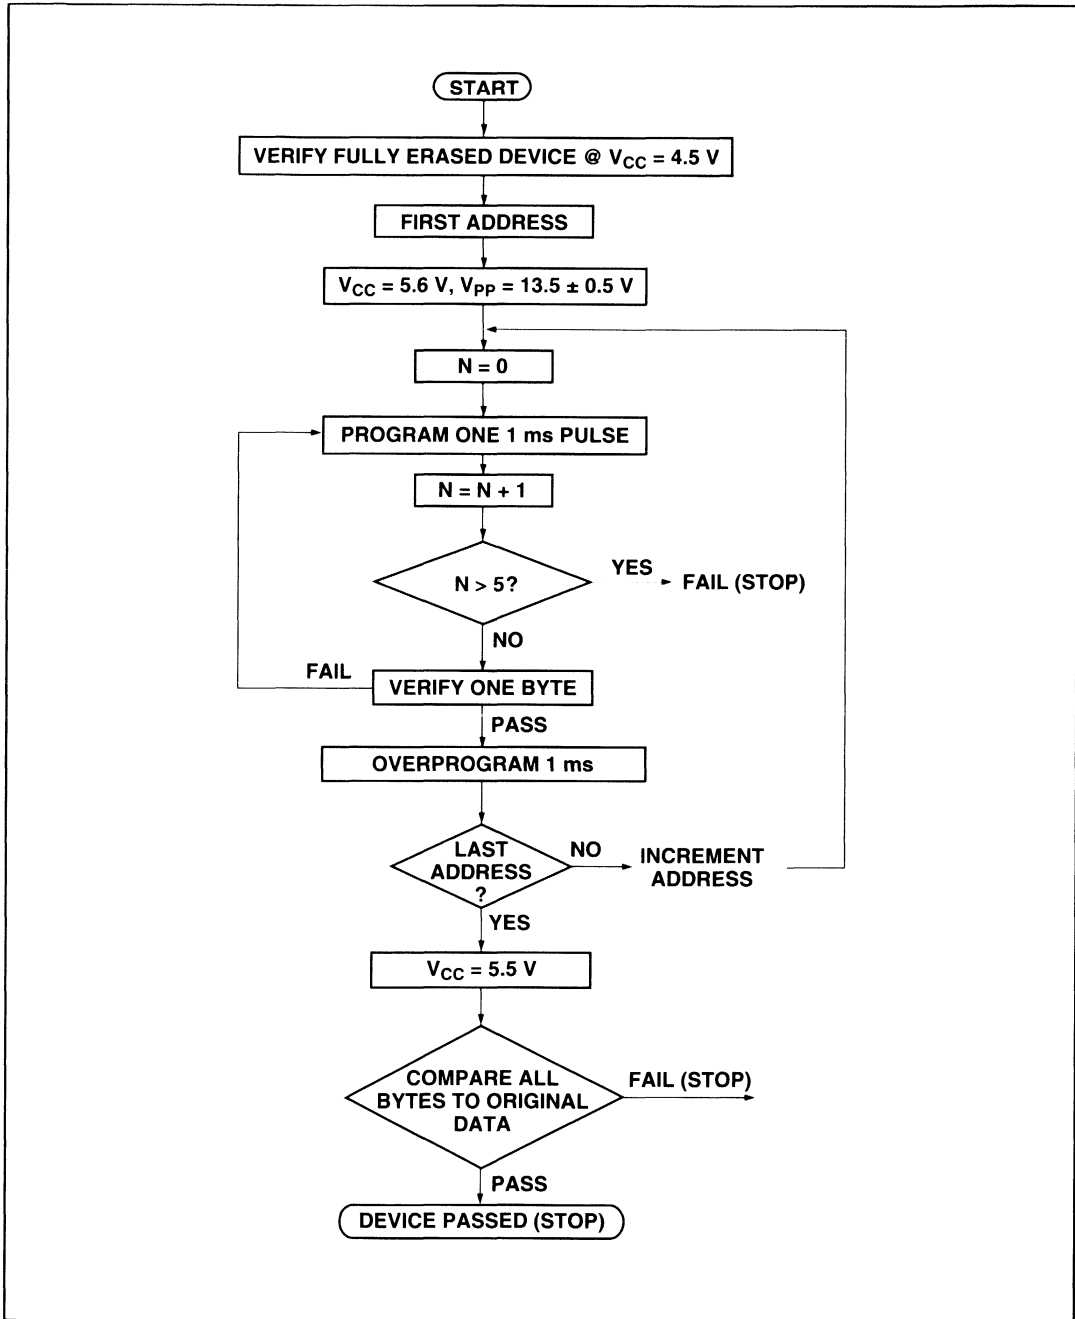 START
VERIFY FULLY ERASED DEVICE @ VCC = 4.5 V
FIRST ADDRESS
VCC = 5.6 V, VPP = 13.5 ± 0.5 V
N = 0
PROGRAM ONE 1 ms PULSE
N = N + 1
N > 5?
YES
FAIL (STOP)
NO
FAIL
VERIFY ONE BYTE
PASS
OVERPROGRAM 1 ms
LAST
ADDRESS
?
NO
INCREMENT
ADDRESS
YES
VCC = 5.5 V
COMPARE ALL
BYTES TO ORIGINAL
DATA
FAIL (STOP)
PASS
DEVICE PASSED (STOP)